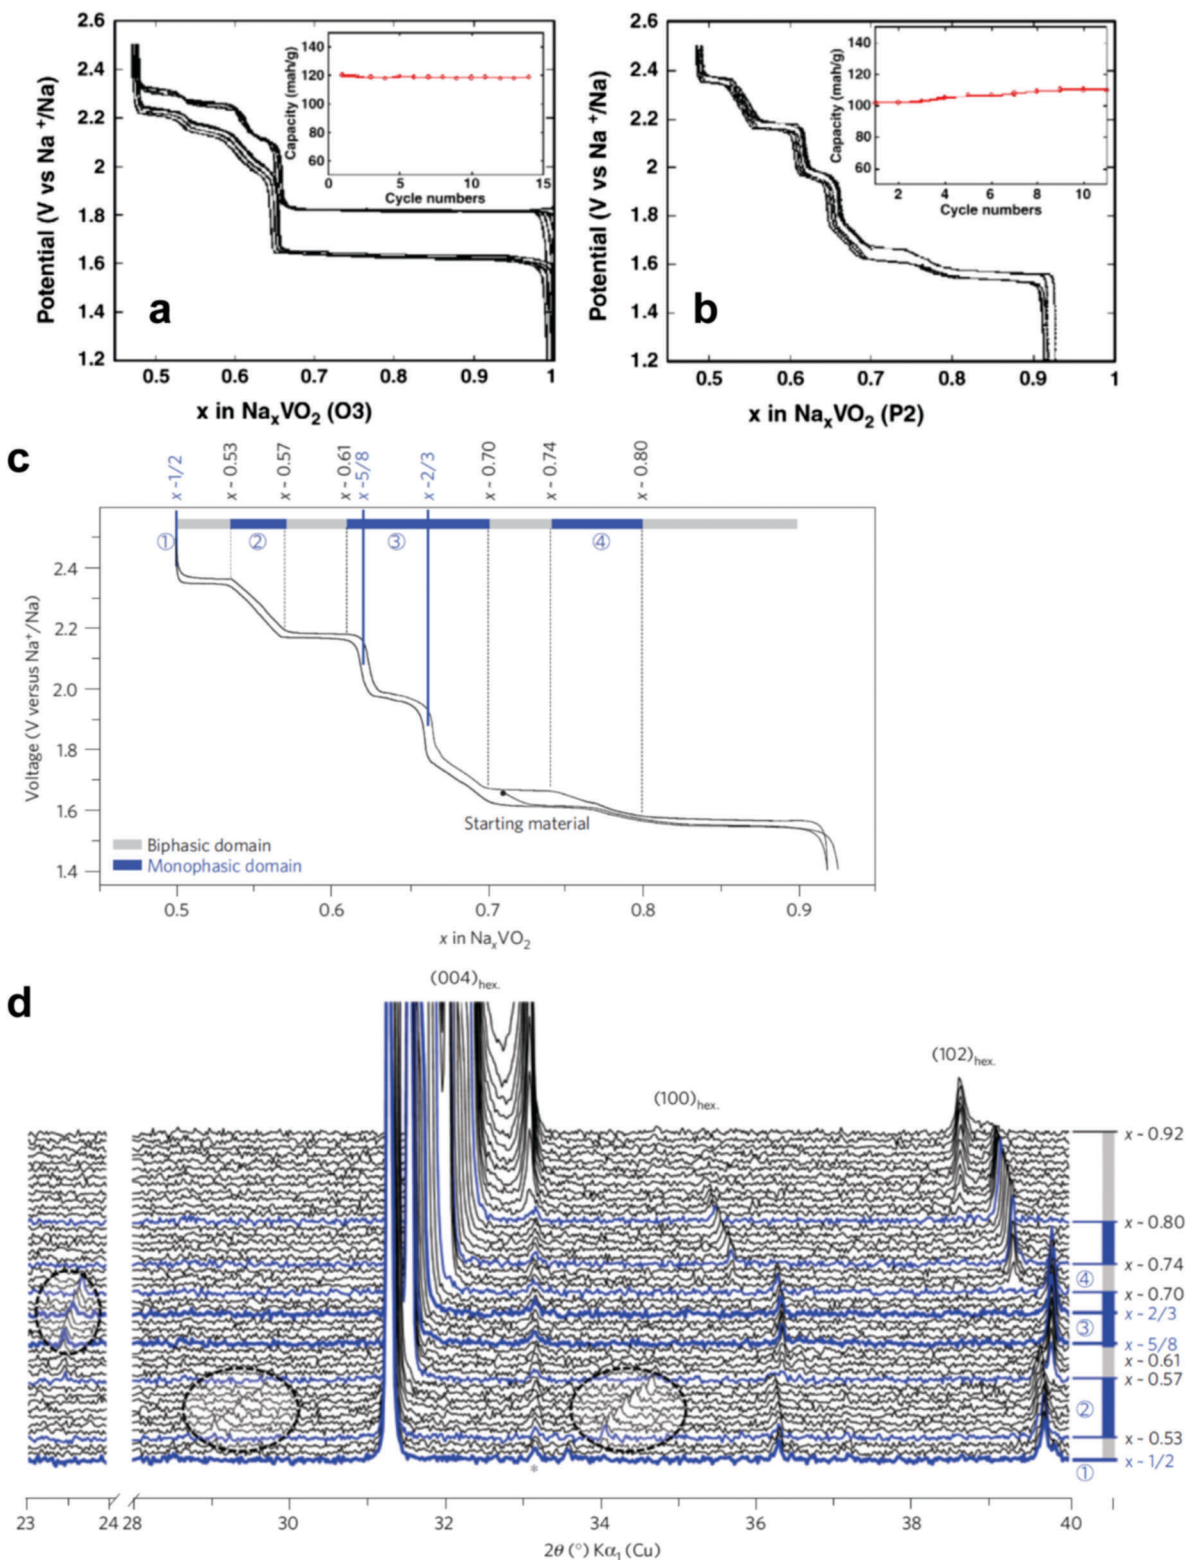 2.6
2.4
2.2
2
1.8
1.6
1.4
1.2
Potential (V vs Na +/Na)
140
120
100
80
60
Capacity (mah/g)
0 5 10 15
Cycle numbers
a
0.5 0.6 0.7 0.8 0.9 1
x in NaxVO2 (O3)
2.6
2.4
2.2
2
1.8
1.6
1.4
1.2
Potential (V vs Na +/Na)
140
120
100
80
60
Capacity (mah/g)
2 4 6 8 10
Cycle numbers
b
0.5 0.6 0.7 0.8 0.9 1
x in NaxVO2 (P2)
c
x ~1/2
x ~ 0.53
x ~ 0.57
x ~ 0.61
x ~5/8
x ~2/3
x ~ 0.70
x ~ 0.74
x ~ 0.80
① ② ③ ④
2.4
2.2
2.0
1.8
1.6
1.4
Voltage (V versus Na+/Na)
Starting material
Biphasic domain
Monophasic domain
0.5 0.6 0.7 0.8 0.9
x in NaxVO2
d
(004)hex.
(102)hex.
(100)hex.
x ~ 0.92
x ~ 0.80
x ~ 0.74
④
x ~ 0.70
x ~ 2/3
③
x ~ 5/8
x ~ 0.61
x ~ 0.57
②
x ~ 0.53
x ~ 1/2
①
*
23 24 28 30 32 34 36 38 40
2θ (°) Kα1 (Cu)